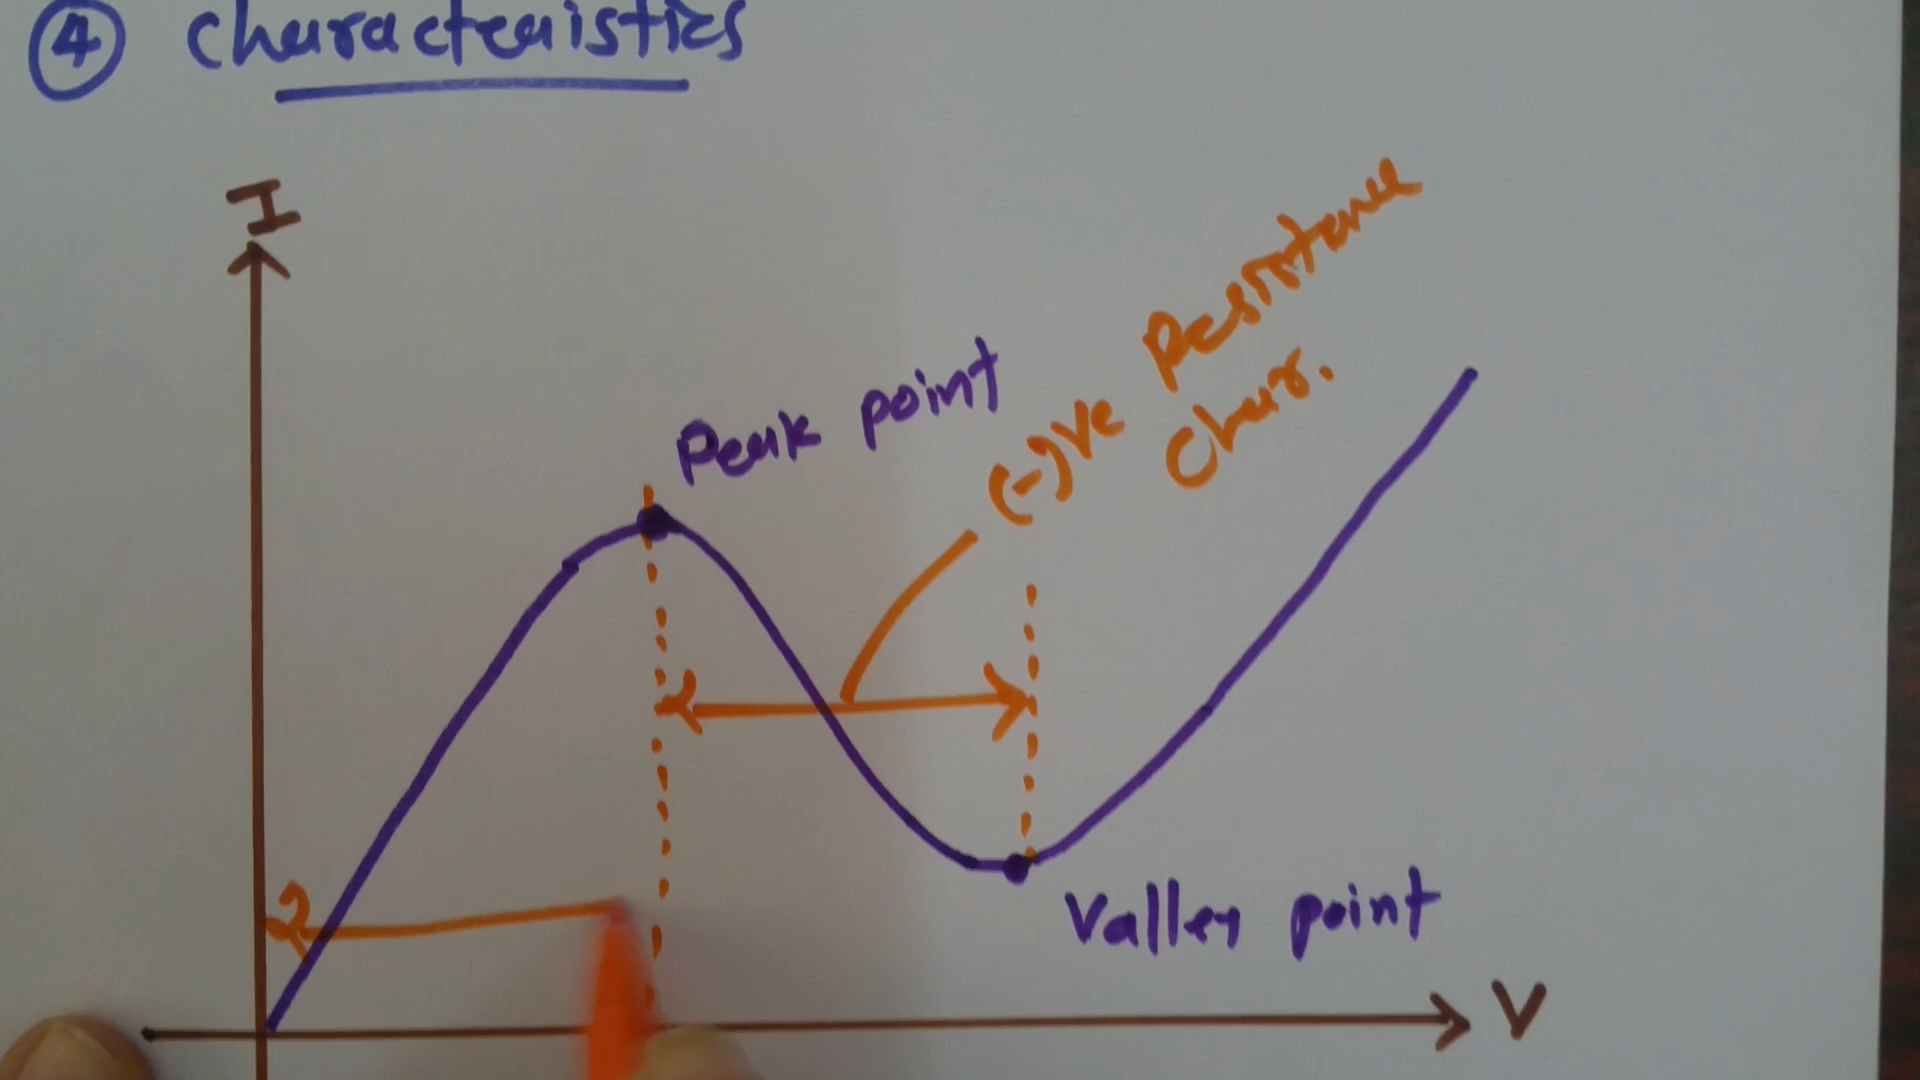 ④ Characteristics
I
Peak point
(-)ve Resistance
Char.
Valley point
V